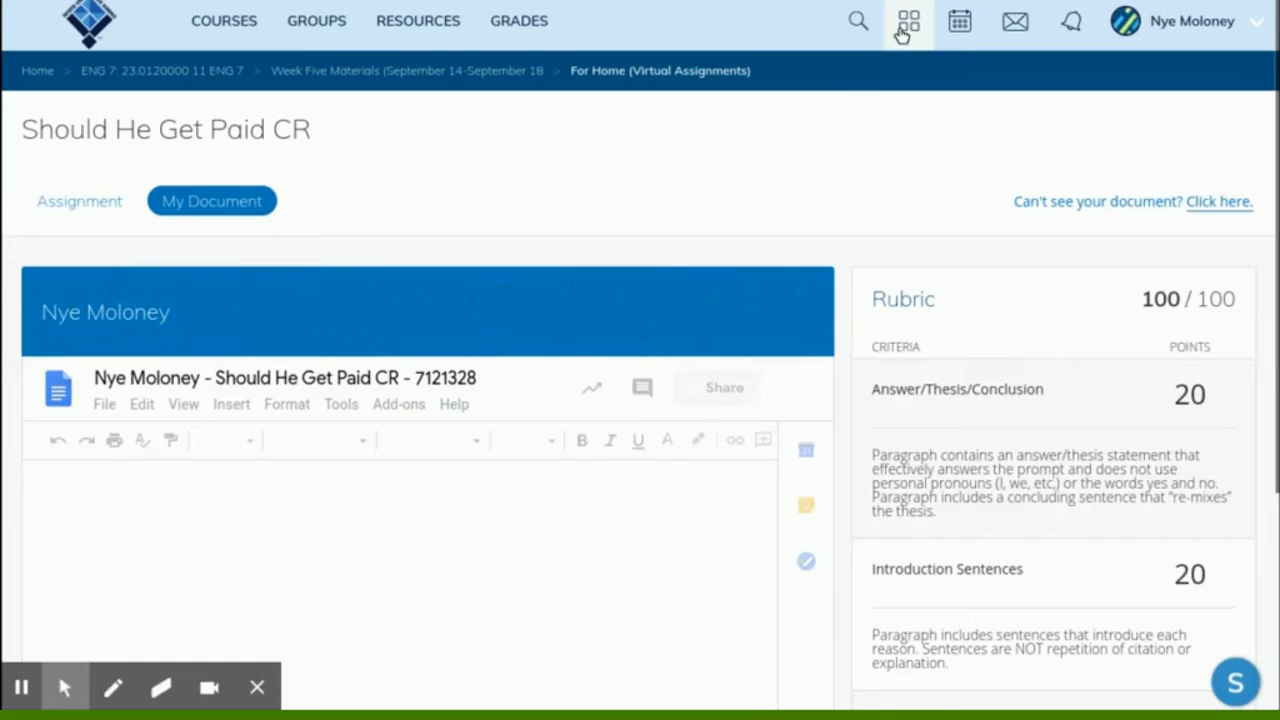 COURSES GROUPS RESOURCES GRADES Nye Moloney
Home > ENG 7: 23.0120000 11 ENG 7 > Week Five Materials (September 14-September 18 > For Home (Virtual Assignments)
Should He Get Paid CR
Assignment My Document Can't see your document? Click here.
Nye Moloney
Nye Moloney - Should He Get Paid CR - 7121328
Share
File Edit View Insert Format Tools Add-ons Help
B I U A
31
Rubric 100 / 100
CRITERIA POINTS
Answer/Thesis/Conclusion 20
Paragraph contains an answer/thesis statement that
effectively answers the prompt and does not use
personal pronouns (I, we, etc,) or the words yes and no.
Paragraph includes a concluding sentence that “re-mixes”
the thesis.
Introduction Sentences 20
Paragraph includes sentences that introduce each
reason. Sentences are NOT repetition of citation or
explanation.
S